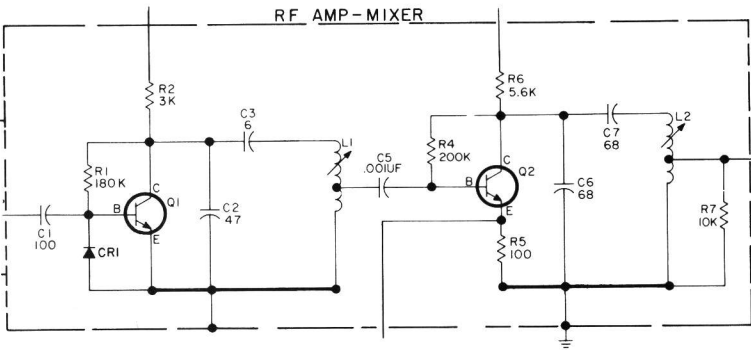 RF AMP-MIXER
R2
3K
R6
5.6K
C3
6
L1
C7
68
L2
R1
180K
C
Q1
B
E
C1
100
CR1
C2
47
C5
.001UF
R4
200K
C
Q2
B
E
R5
100
C6
68
R7
10K